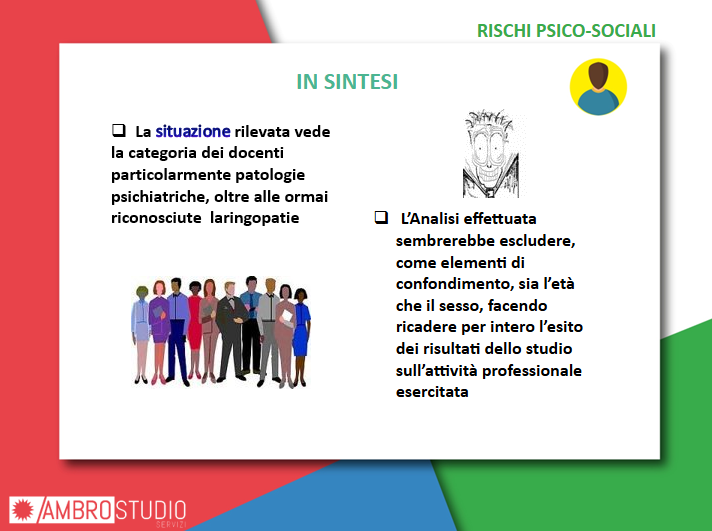 RISCHI PSICO-SOCIALI
IN SINTESI
La situazione rilevata vede
la categoria dei docenti
particolarmente patologie
psichiatriche, oltre alle ormai
riconosciute laringopatie
L'Analisi effettuata
sembrerebbe escludere,
come elementi di
confondimento, sia l'età
che il sesso, facendo
ricadere per intero l'esito
dei risultati dello studio
sull'attività professionale
esercitata
AMBROSTUDIO
SERVIZI